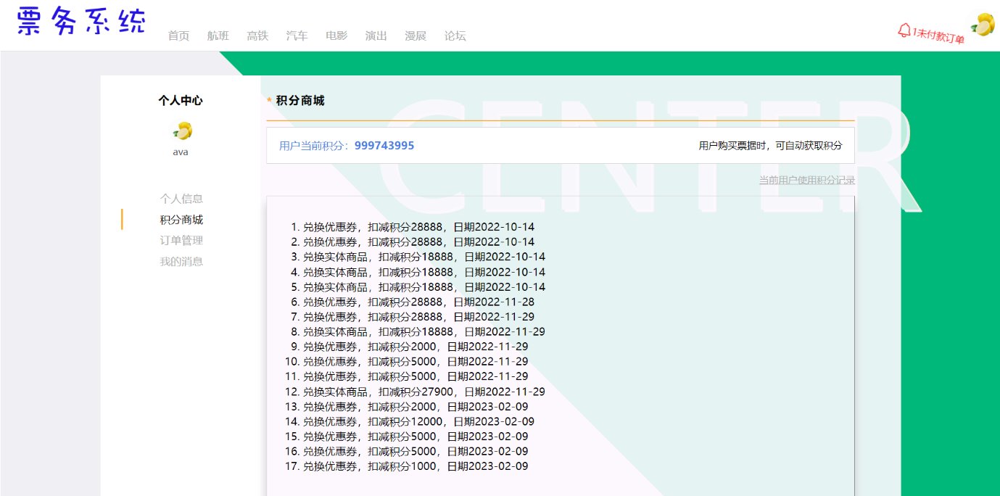 票务系统
首页 航班 高铁 汽车 电影 演出 漫展 论坛
1未付款订单
个人中心
ava
个人信息
积分商城
订单管理
我的消息
CENTER
* 积分商城
用户当前积分：999743995
用户购买票据时，可自动获取积分
当前用户使用积分记录
1. 兑换优惠券，扣减积分28888，日期2022-10-14
2. 兑换优惠券，扣减积分28888，日期2022-10-14
3. 兑换实体商品，扣减积分18888，日期2022-10-14
4. 兑换实体商品，扣减积分18888，日期2022-10-14
5. 兑换实体商品，扣减积分18888，日期2022-10-14
6. 兑换优惠券，扣减积分28888，日期2022-11-28
7. 兑换优惠券，扣减积分28888，日期2022-11-29
8. 兑换实体商品，扣减积分18888，日期2022-11-29
9. 兑换优惠券，扣减积分2000，日期2022-11-29
10. 兑换优惠券，扣减积分5000，日期2022-11-29
11. 兑换优惠券，扣减积分5000，日期2022-11-29
12. 兑换实体商品，扣减积分27900，日期2022-11-29
13. 兑换优惠券，扣减积分2000，日期2023-02-09
14. 兑换优惠券，扣减积分12000，日期2023-02-09
15. 兑换优惠券，扣减积分5000，日期2023-02-09
16. 兑换优惠券，扣减积分5000，日期2023-02-09
17. 兑换优惠券，扣减积分1000，日期2023-02-09